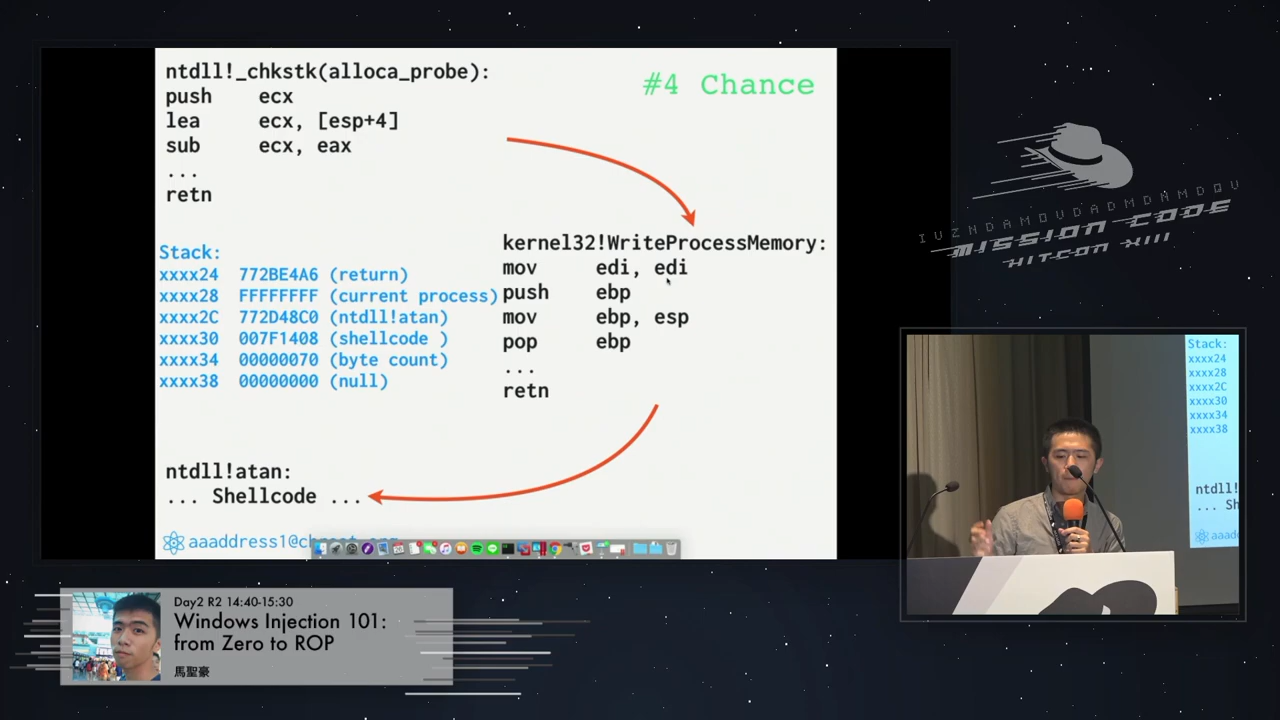 ntdll!_chkstk(alloca_probe):
push ecx
lea ecx, [esp+4]
sub ecx, eax
...
retn
#4 Chance
Stack:
xxxx24 772BE4A6 (return)
xxxx28 FFFFFFFF (current process)
xxxx2C 772D48C0 (ntdll!atan)
xxxx30 007F1408 (shellcode )
xxxx34 00000070 (byte count)
xxxx38 00000000 (null)
kernel32!WriteProcessMemory:
mov edi, edi
push ebp
mov ebp, esp
pop ebp
...
retn
ntdll!atan:
... Shellcode ...
MISSION CODE
HITCON XIII
Stack:
xxxx24
xxxx28
xxxx2C
xxxx30
xxxx34
xxxx38
ntdll!
... Sh
aaad
Day2 R2 14:40-15:30
Windows Injection 101:
from Zero to ROP
馬聖豪